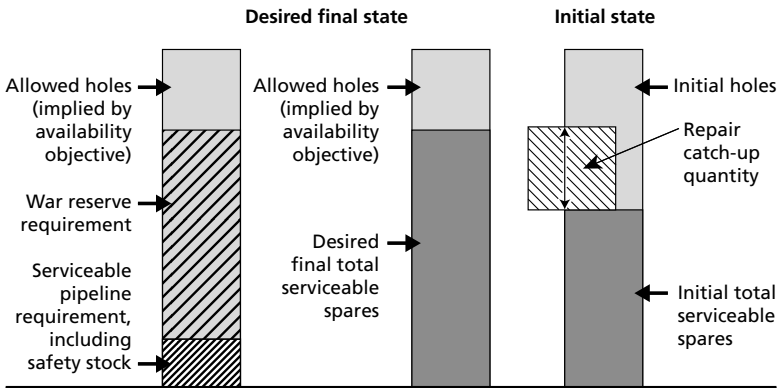 Desired final state
Initial state
Allowed holes
(implied by
availability
objective)
War reserve
requirement
Serviceable
pipeline
requirement,
including
safety stock
Allowed holes
(implied by
availability
objective)
Desired
final total
serviceable
spares
Initial holes
Repair
catch-up
quantity
Initial total
serviceable
spares